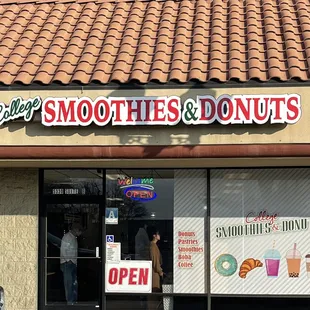 College SMOOTHIES & DONUTS
Welcome
OPEN
Donuts
Pastries
Smoothies
Boba
Coffee
College
SMOOTHIES & DONU
OPEN